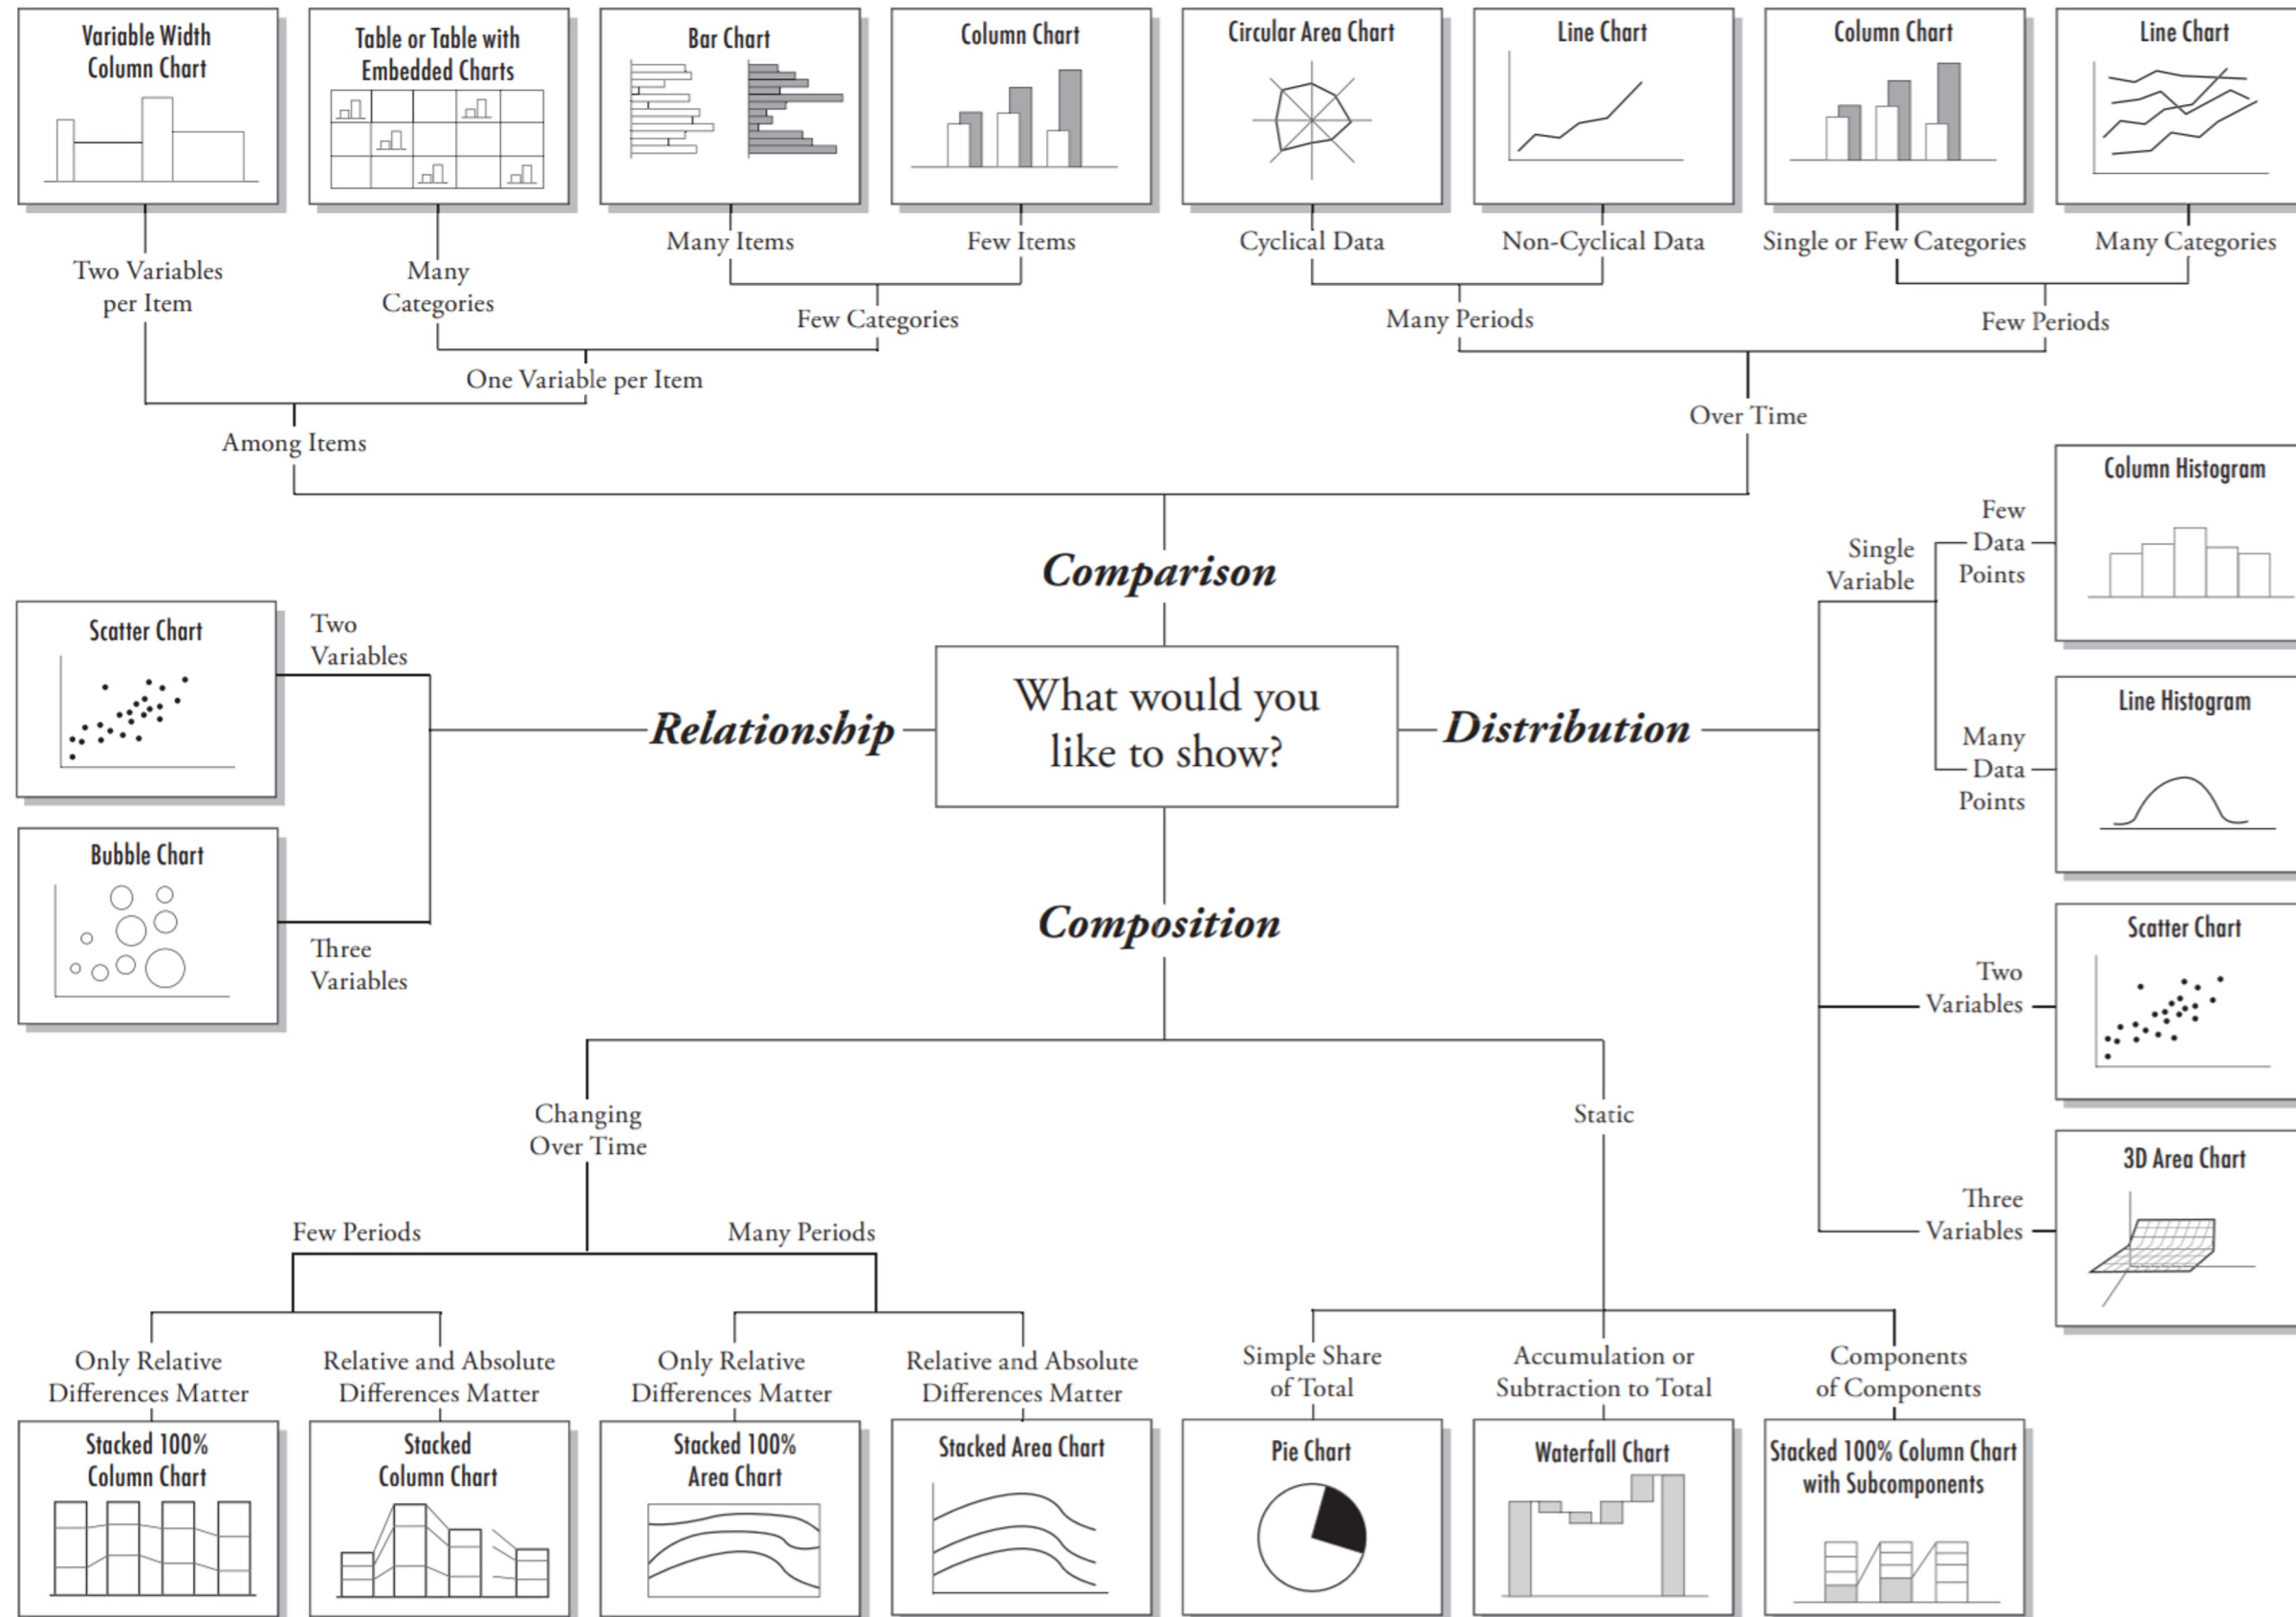 Variable Width
Column Chart
Table or Table with
Embedded Charts
Bar Chart
Column Chart
Circular Area Chart
Line Chart
Column Chart
Line Chart
Two Variables
per Item
Many
Categories
Many Items
Few Items
Cyclical Data
Non-Cyclical Data
Single or Few Categories
Many Categories
Few Categories
Many Periods
Few Periods
One Variable per Item
Among Items
Over Time
Comparison
What would you
like to show?
Relationship
Two
Variables
Scatter Chart
Bubble Chart
Three
Variables
Distribution
Single
Variable
Few
Data
Points
Column Histogram
Many
Data
Points
Line Histogram
Two
Variables
Scatter Chart
Three
Variables
3D Area Chart
Composition
Changing
Over Time
Static
Few Periods
Many Periods
Only Relative
Differences Matter
Relative and Absolute
Differences Matter
Only Relative
Differences Matter
Relative and Absolute
Differences Matter
Simple Share
of Total
Accumulation or
Subtraction to Total
Components
of Components
Stacked 100%
Column Chart
Stacked
Column Chart
Stacked 100%
Area Chart
Stacked Area Chart
Pie Chart
Waterfall Chart
Stacked 100% Column Chart
with Subcomponents